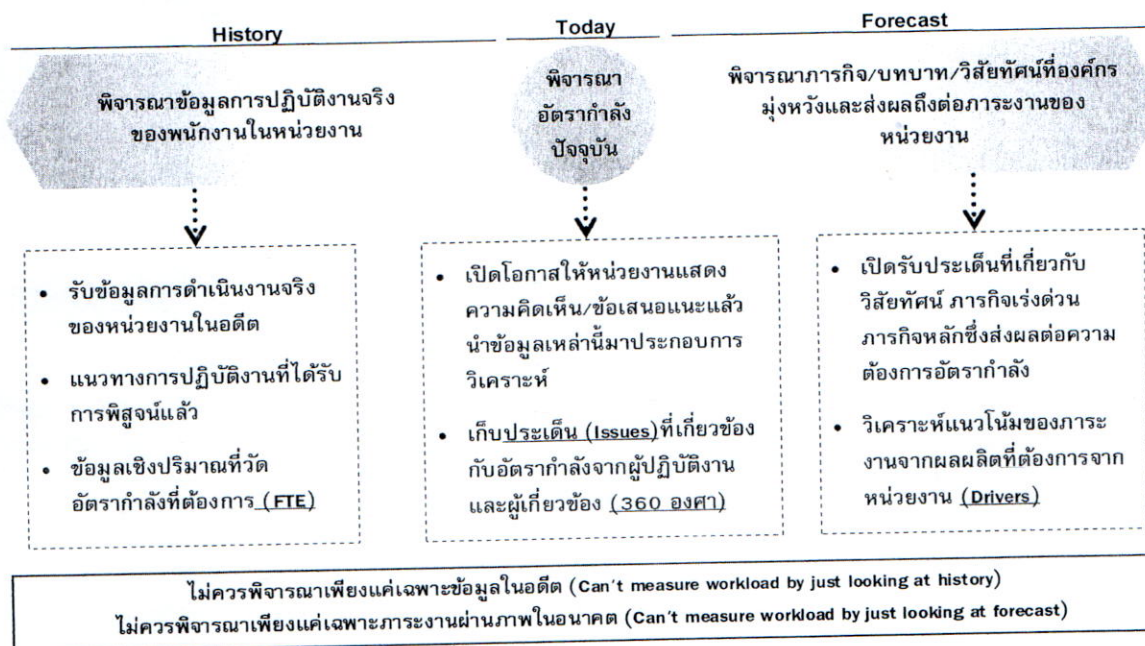 History
Today
Forecast
พิจารณาข้อมูลการปฏิบัติงานจริง
ของพนักงานในหน่วยงาน
พิจารณา
อัตรากำลัง
ปัจจุบัน
พิจารณาภารกิจ/บทบาท/วิสัยทัศน์ที่องค์กร
มุ่งหวังและส่งผลถึงต่อภาระงานของ
หน่วยงาน
• รับข้อมูลการดำเนินงานจริง
ของหน่วยงานในอดีต
• แนวทางการปฏิบัติงานที่ได้รับ
การพิสูจน์แล้ว
• ข้อมูลเชิงปริมาณที่วัด
อัตรากำลังที่ต้องการ (FTE)
• เปิดโอกาสให้หน่วยงานแสดง
ความคิดเห็น/ข้อเสนอแนะแล้ว
นำข้อมูลเหล่านี้มาประกอบการ
วิเคราะห์
• เก็บประเด็น (Issues)ที่เกี่ยวข้อง
กับอัตรากำลังจากผู้ปฏิบัติงาน
และผู้เกี่ยวข้อง (360 องศา)
• เปิดรับประเด็นที่เกี่ยวกับ
วิสัยทัศน์ ภารกิจเร่งด่วน
ภารกิจหลักซึ่งส่งผลต่อความ
ต้องการอัตรากำลัง
• วิเคราะห์แนวโน้มของภาระ
งานจากผลผลิตที่ต้องการจาก
หน่วยงาน (Drivers)
ไม่ควรพิจารณาเพียงแค่เฉพาะข้อมูลในอดีต (Can't measure workload by just looking at history)
ไม่ควรพิจารณาเพียงแค่เฉพาะภาระงานผ่านภาพในอนาคต (Can't measure workload by just looking at forecast)